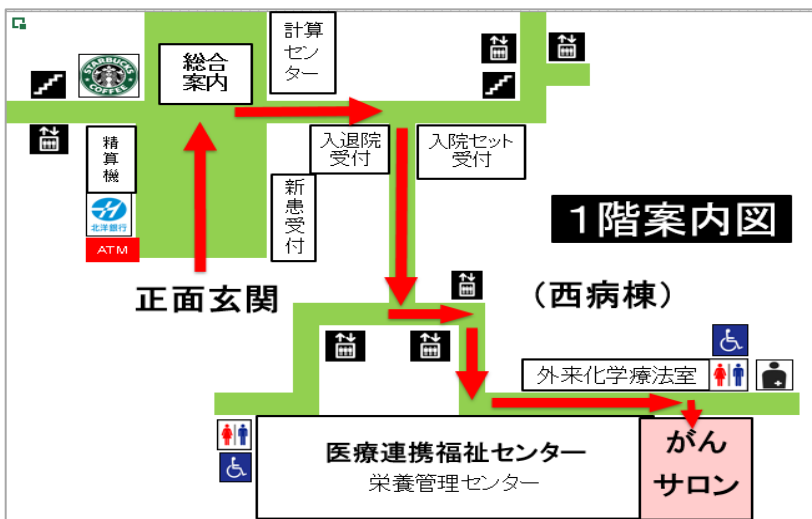 計算
センター
総合
案内
STARBUCKS
COFFEE
精算機
入退院
受付
入院セット
受付
新患受付
北洋銀行
ATM
1階案内図
正面玄関
（西病棟）
外来化学療法室
医療連携福祉センター
栄養管理センター
がん
サロン